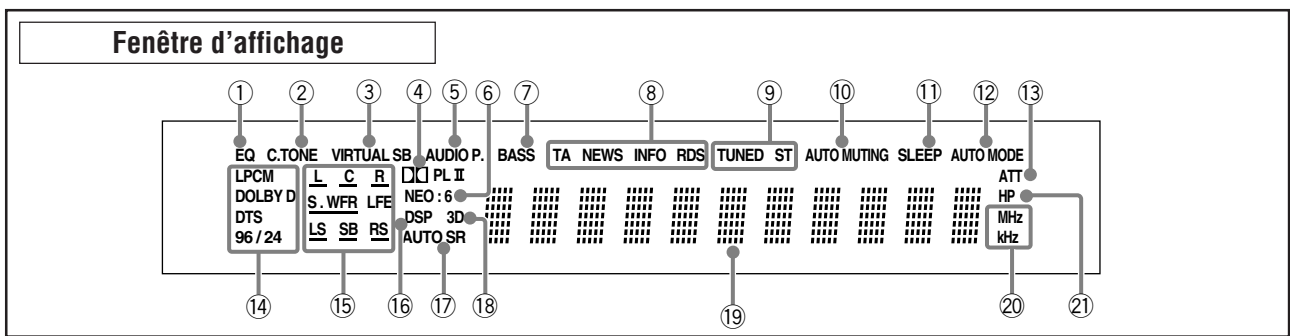 Fenêtre d'affichage
① ② ③ ④ ⑤ ⑥ ⑦ ⑧ ⑨ ⑩ ⑪ ⑫ ⑬
EQ C.TONE VIRTUAL SB AUDIO P. BASS TA NEWS INFO RDS TUNED ST AUTO MUTING SLEEP AUTO MODE
LPCM L C R PL II ATT
DOLBY D S.WFR LFE NEO : 6 HP
DTS DSP 3D MHz
96 / 24 LS SB RS AUTO SR kHz
⑭ ⑮ ⑯ ⑰ ⑱ ⑲ ⑳ ㉑